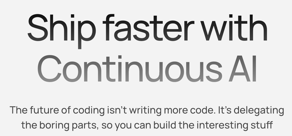 Ship faster with
Continuous AI
The future of coding isn't writing more code. It's delegating
the boring parts, so you can build the interesting stuff